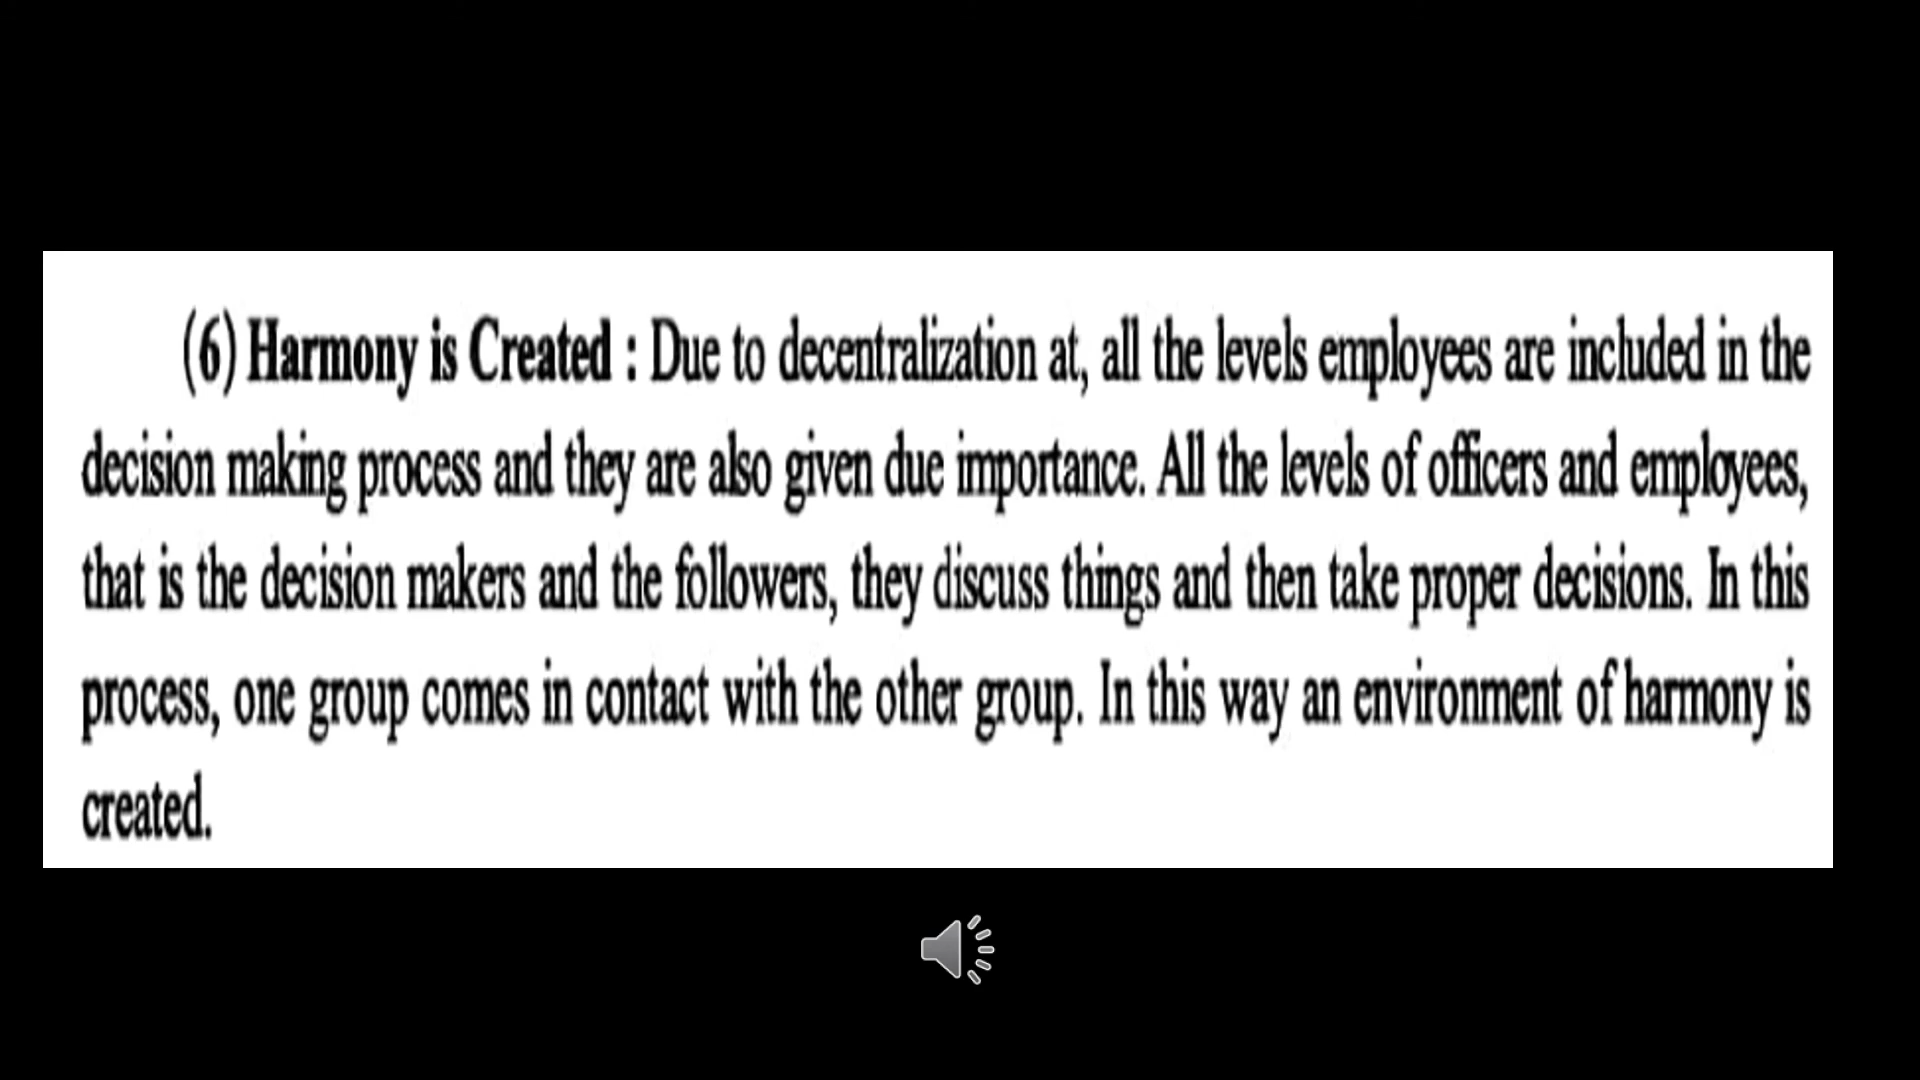 (6) Harmony is Created : Due to decentralization at, all the levels employees are included in the
decision making process and they are also given due importance. All the levels of officers and employees,
that is the decision makers and the followers, they discuss things and then take proper decisions. In this
process, one group comes in contact with the other group. In this way an environment of harmony is
created.